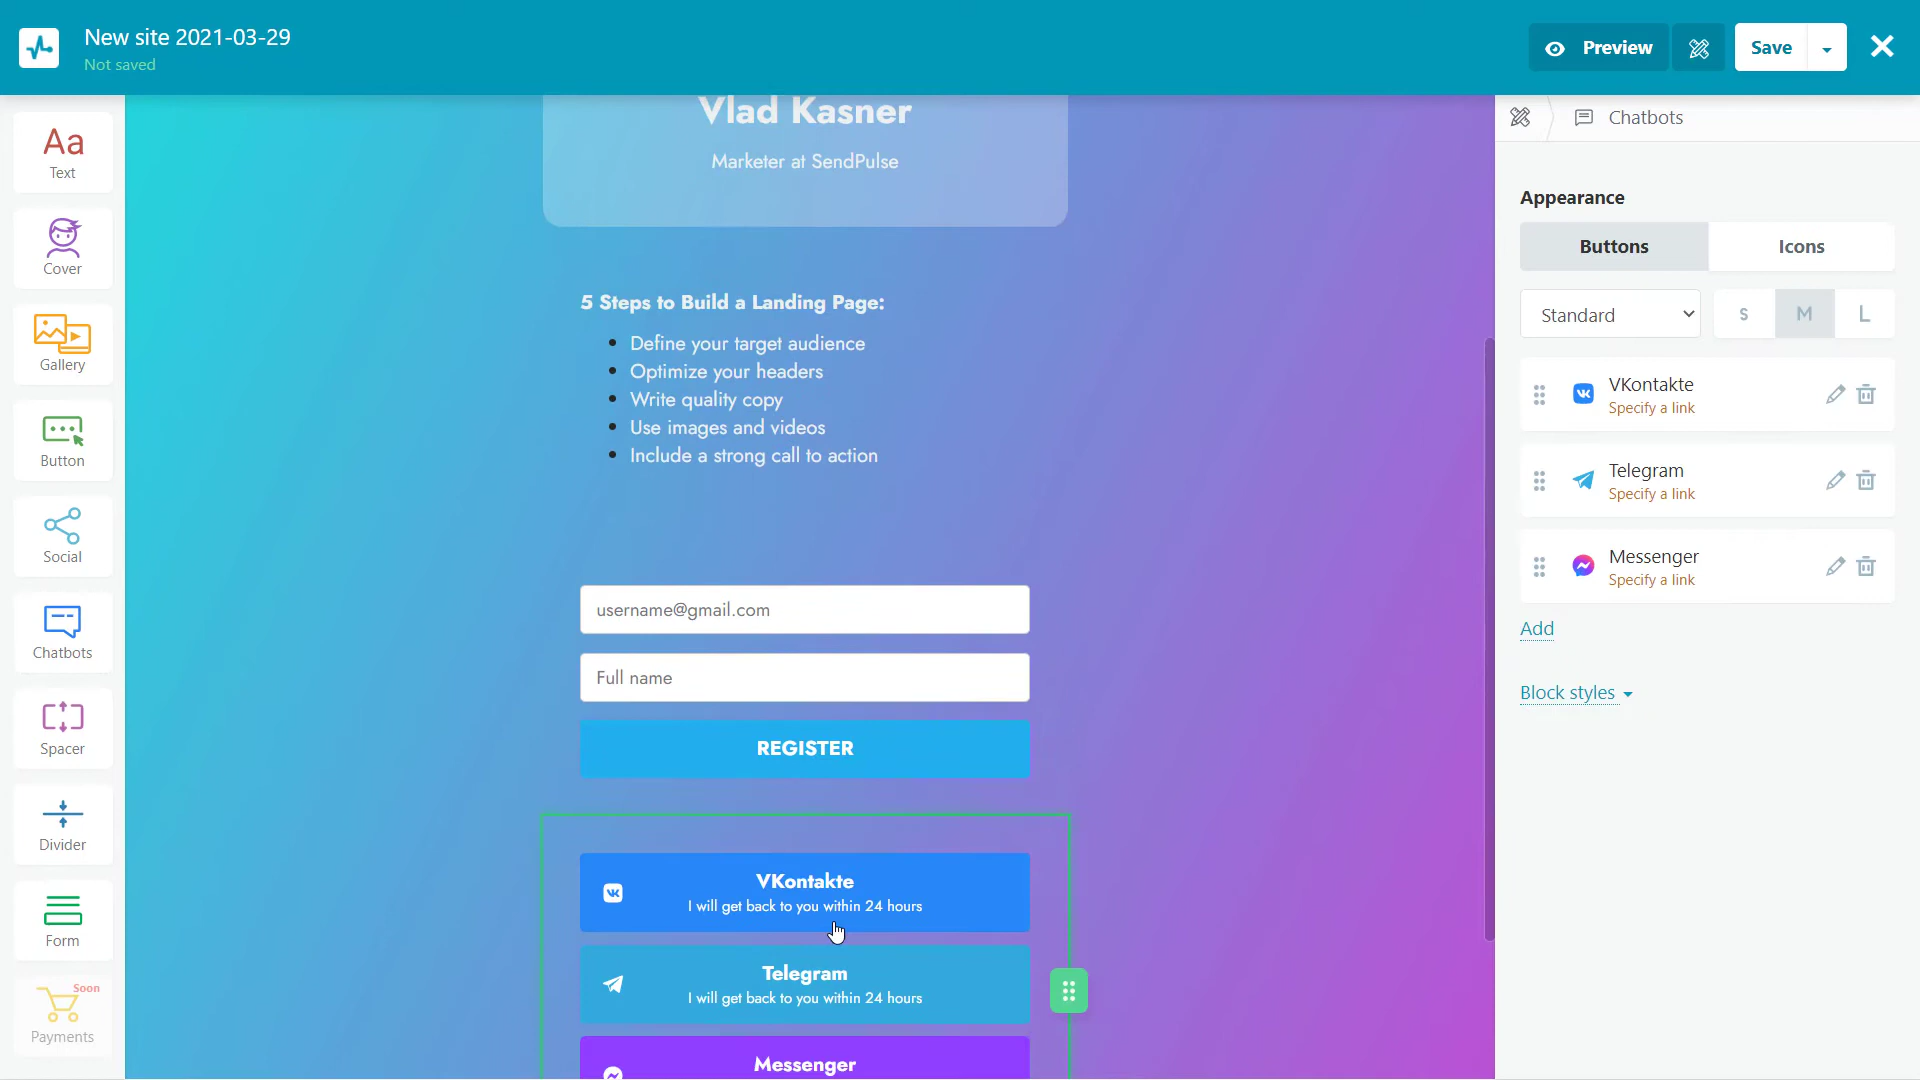 New site 2021-03-29
Not saved
Preview
Save
Aa
Text
Cover
Gallery
Button
Social
Chatbots
Spacer
Divider
Form
Soon
Payments
Vlad Kasner
Marketer at SendPulse
5 Steps to Build a Landing Page:
Define your target audience
Optimize your headers
Write quality copy
Use images and videos
Include a strong call to action
username@gmail.com
Full name
REGISTER
VKontakte
I will get back to you within 24 hours
Telegram
I will get back to you within 24 hours
Messenger
Chatbots
Appearance
Buttons
Icons
Standard
S
M
L
VKontakte
Specify a link
Telegram
Specify a link
Messenger
Specify a link
Add
Block styles